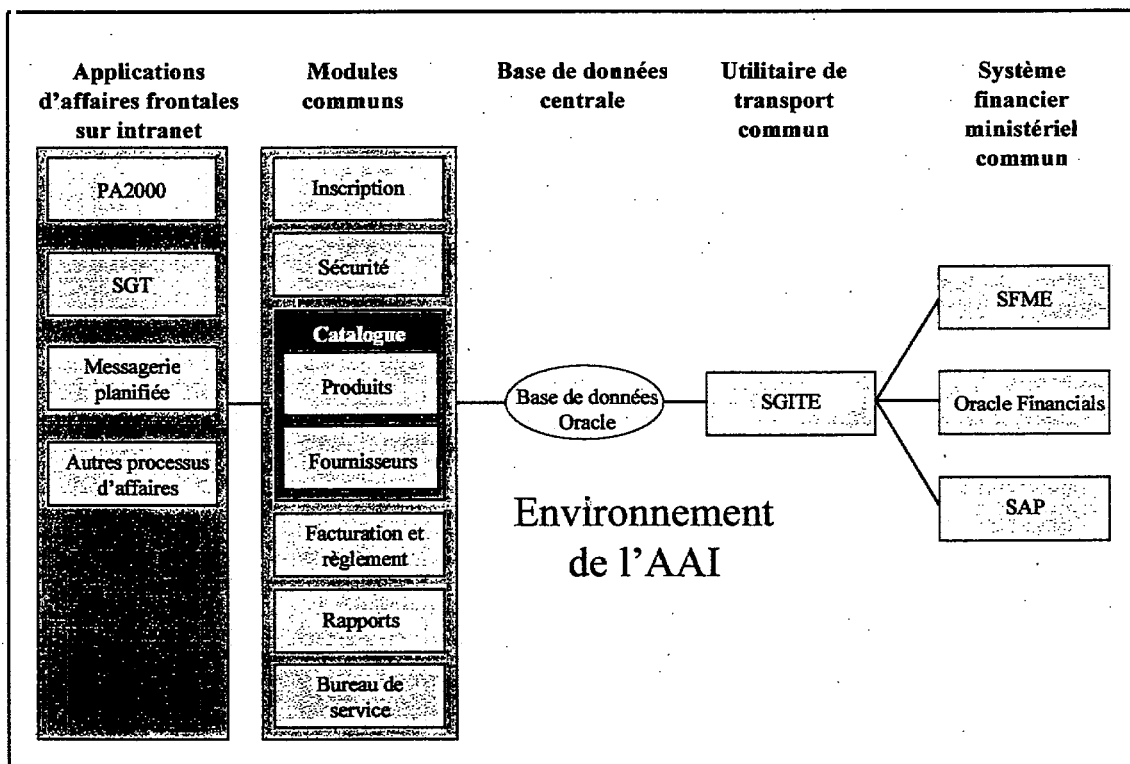 Applications
d'affaires frontales
sur intranet
Modules
communs
Base de données
centrale
Utilitaire de
transport
commun
Système
financier
ministériel
commun
PA2000
SGT
Messagerie
planifiée
Autres processus
d'affaires
Inscription
Sécurité
Catalogue
Produits
Fournisseurs
Facturation et
règlement
Rapports
Bureau de
service
Base de données
Oracle
SGITE
SFME
Oracle Financials
SAP
Environnement
de l'AAI